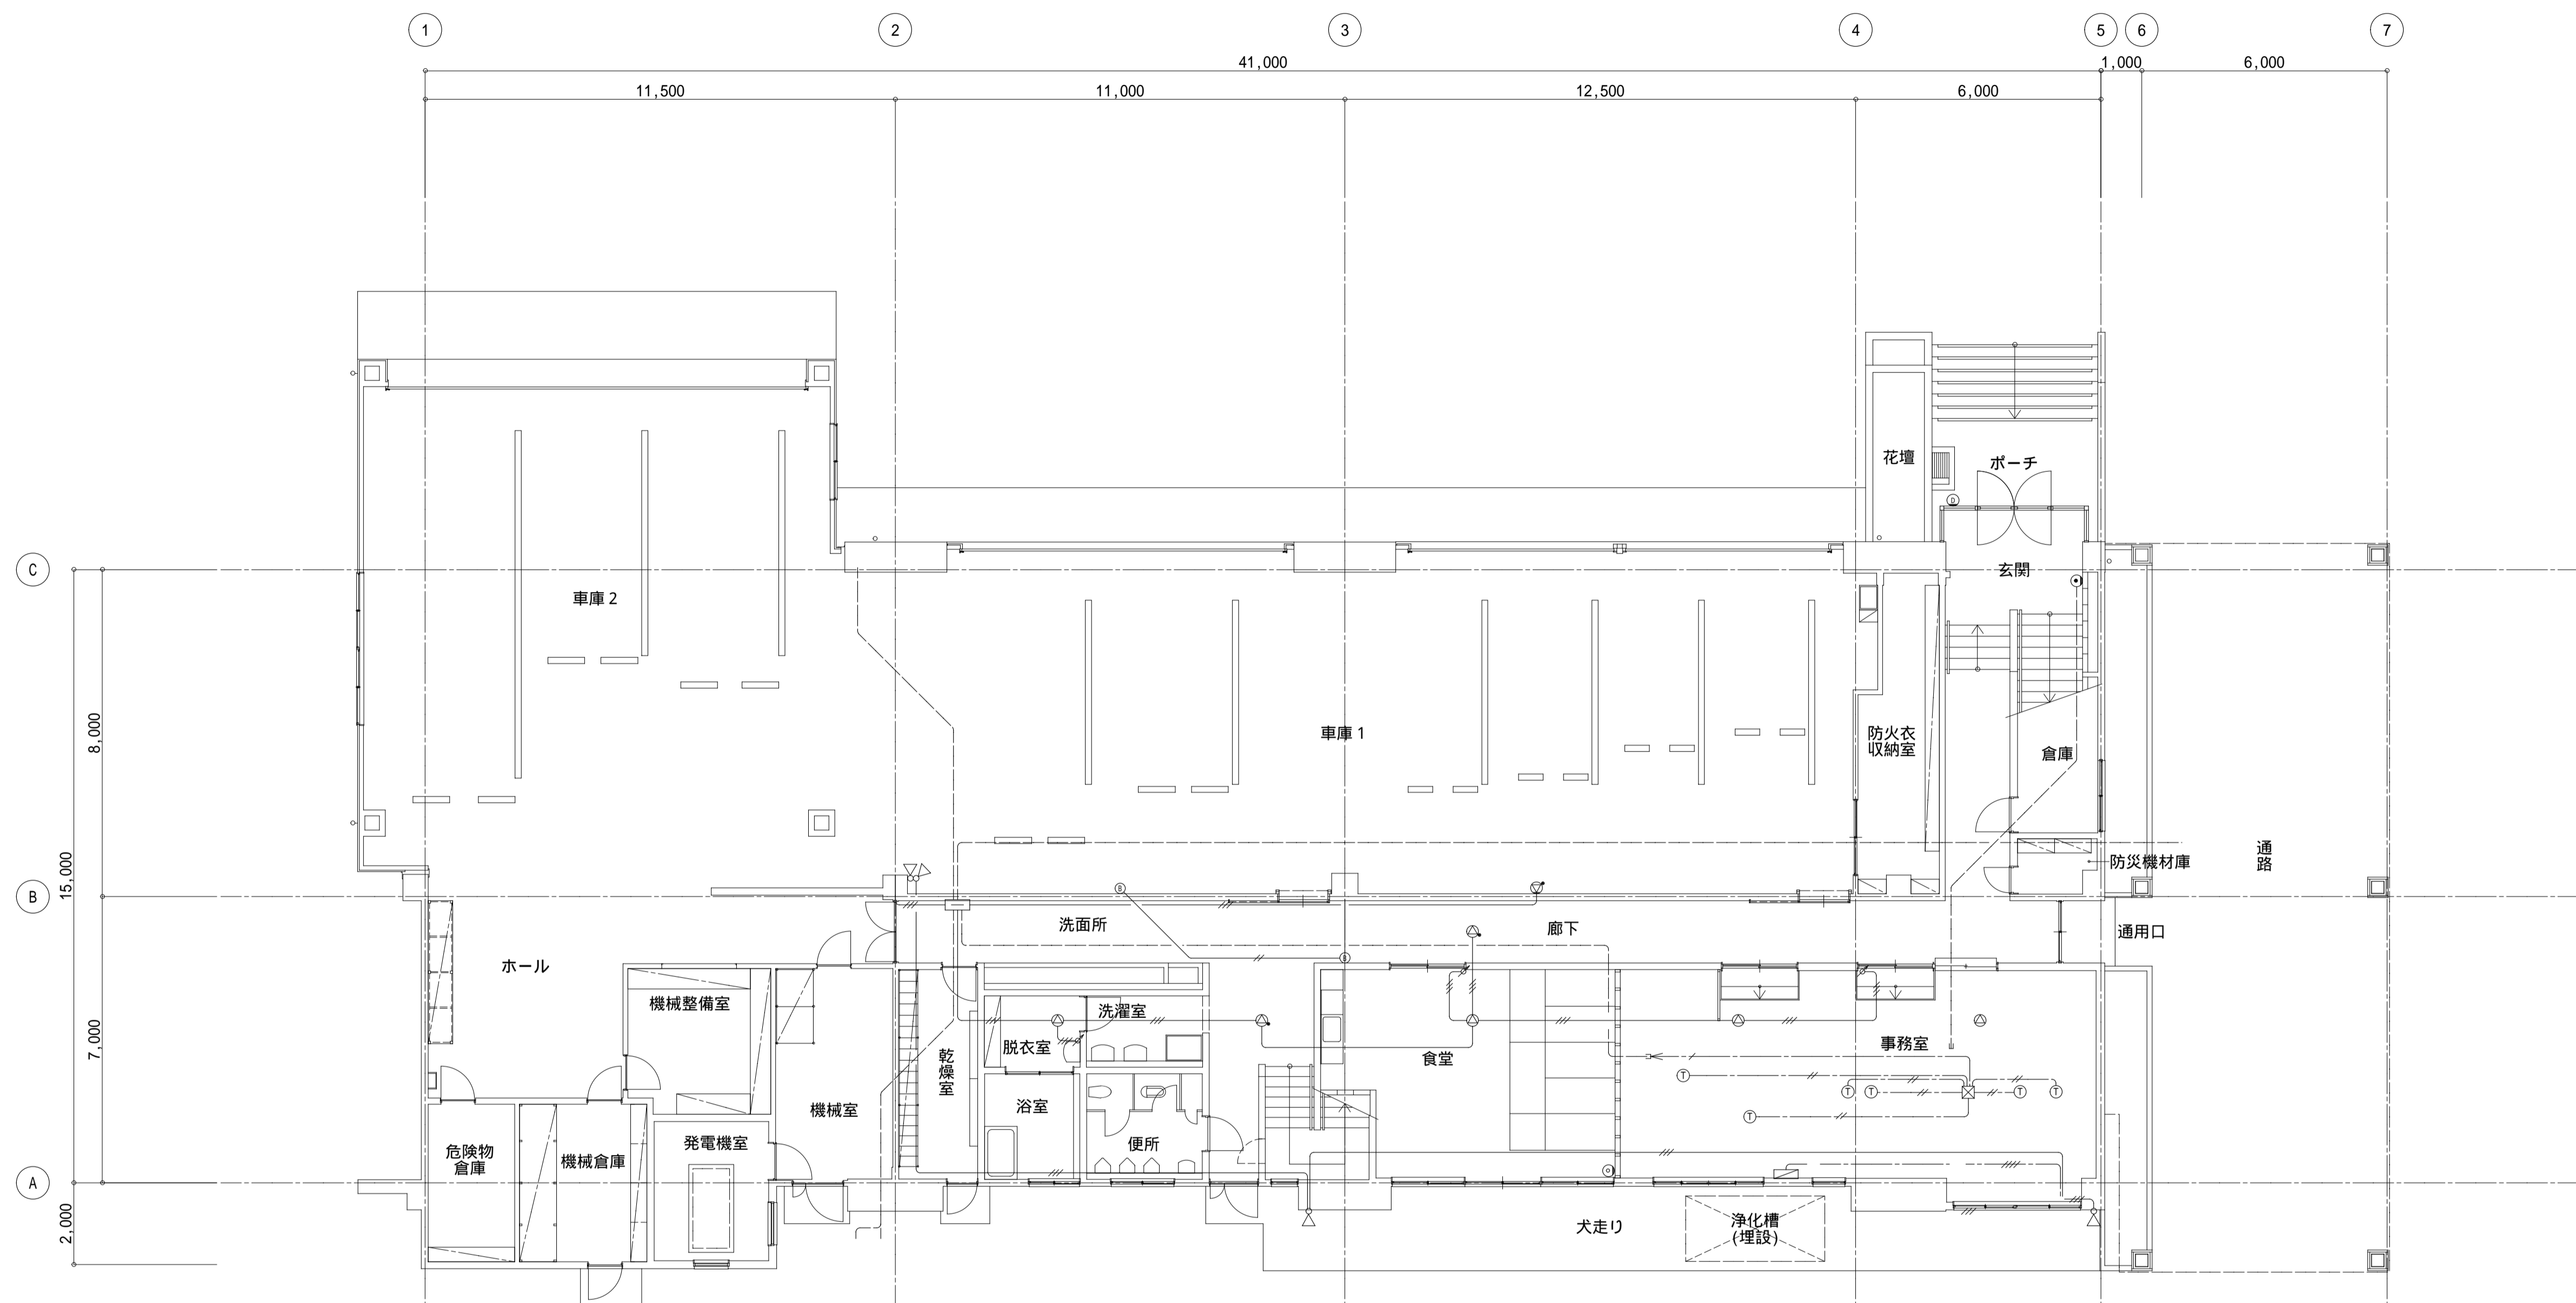 1 2 3 4 5 6 7
41,000 1,000 6,000
11,500 11,000 12,500 6,000
花壇 ポーチ
D
C
玄関
車庫 2
8,000
車庫 1
防火衣
収納室
倉庫
15,000
通
路
防災機材庫
B
B
洗面所
廊下
通用口
ホール
B
機械整備室
洗濯室
7,000
脱衣室
乾
燥
室
食堂
事務室
T
T T T T
T
浴室
機械室
発電機室
便所
危険物
倉庫
機械倉庫
A
2,000
犬走り
浄化槽
(埋設)